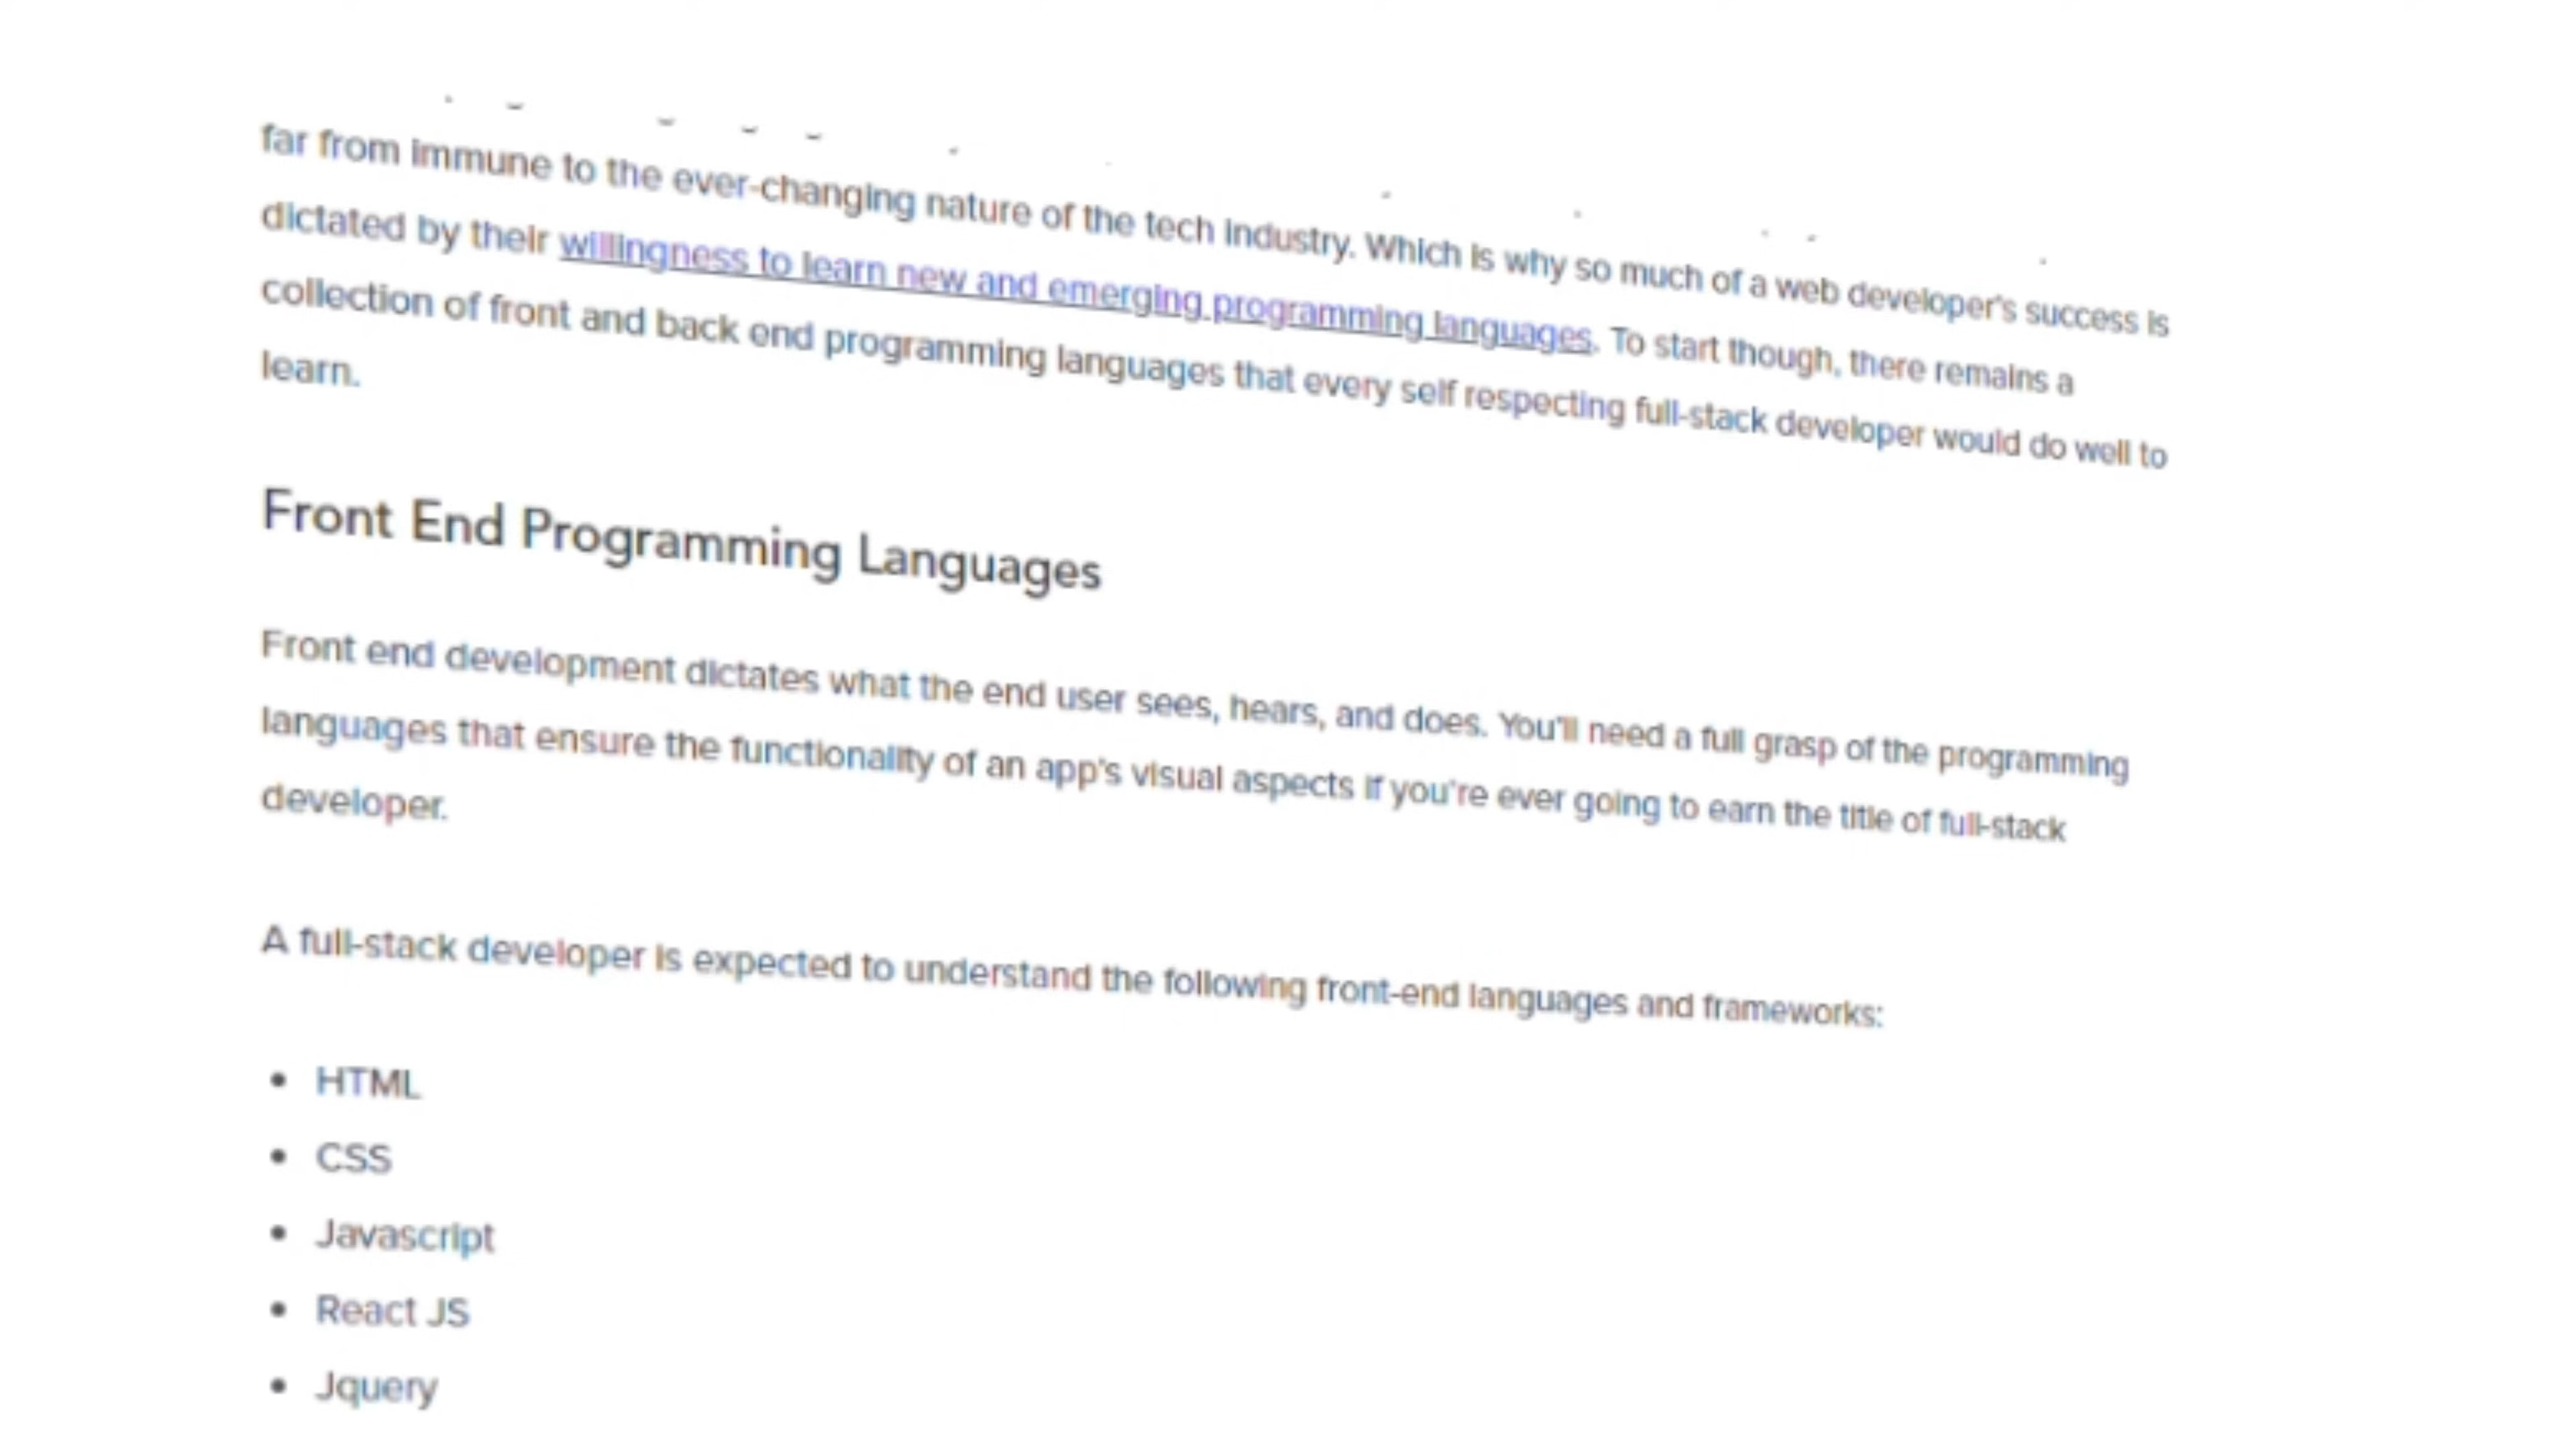 far from immune to the ever-changing nature of the tech industry. Which is why so much of a web developer's success is
dictated by their willingness to learn new and emerging programming languages. To start though, there remains a
collection of front and back end programming languages that every self respecting full-stack developer would do well to
learn.
Front End Programming Languages
Front end development dictates what the end user sees, hears, and does. You'll need a full grasp of the programming
languages that ensure the functionality of an app's visual aspects if you're ever going to earn the title of full-stack
developer.
A full-stack developer is expected to understand the following front-end languages and frameworks:
• HTML
• CSS
• Javascript
• React JS
• Jquery